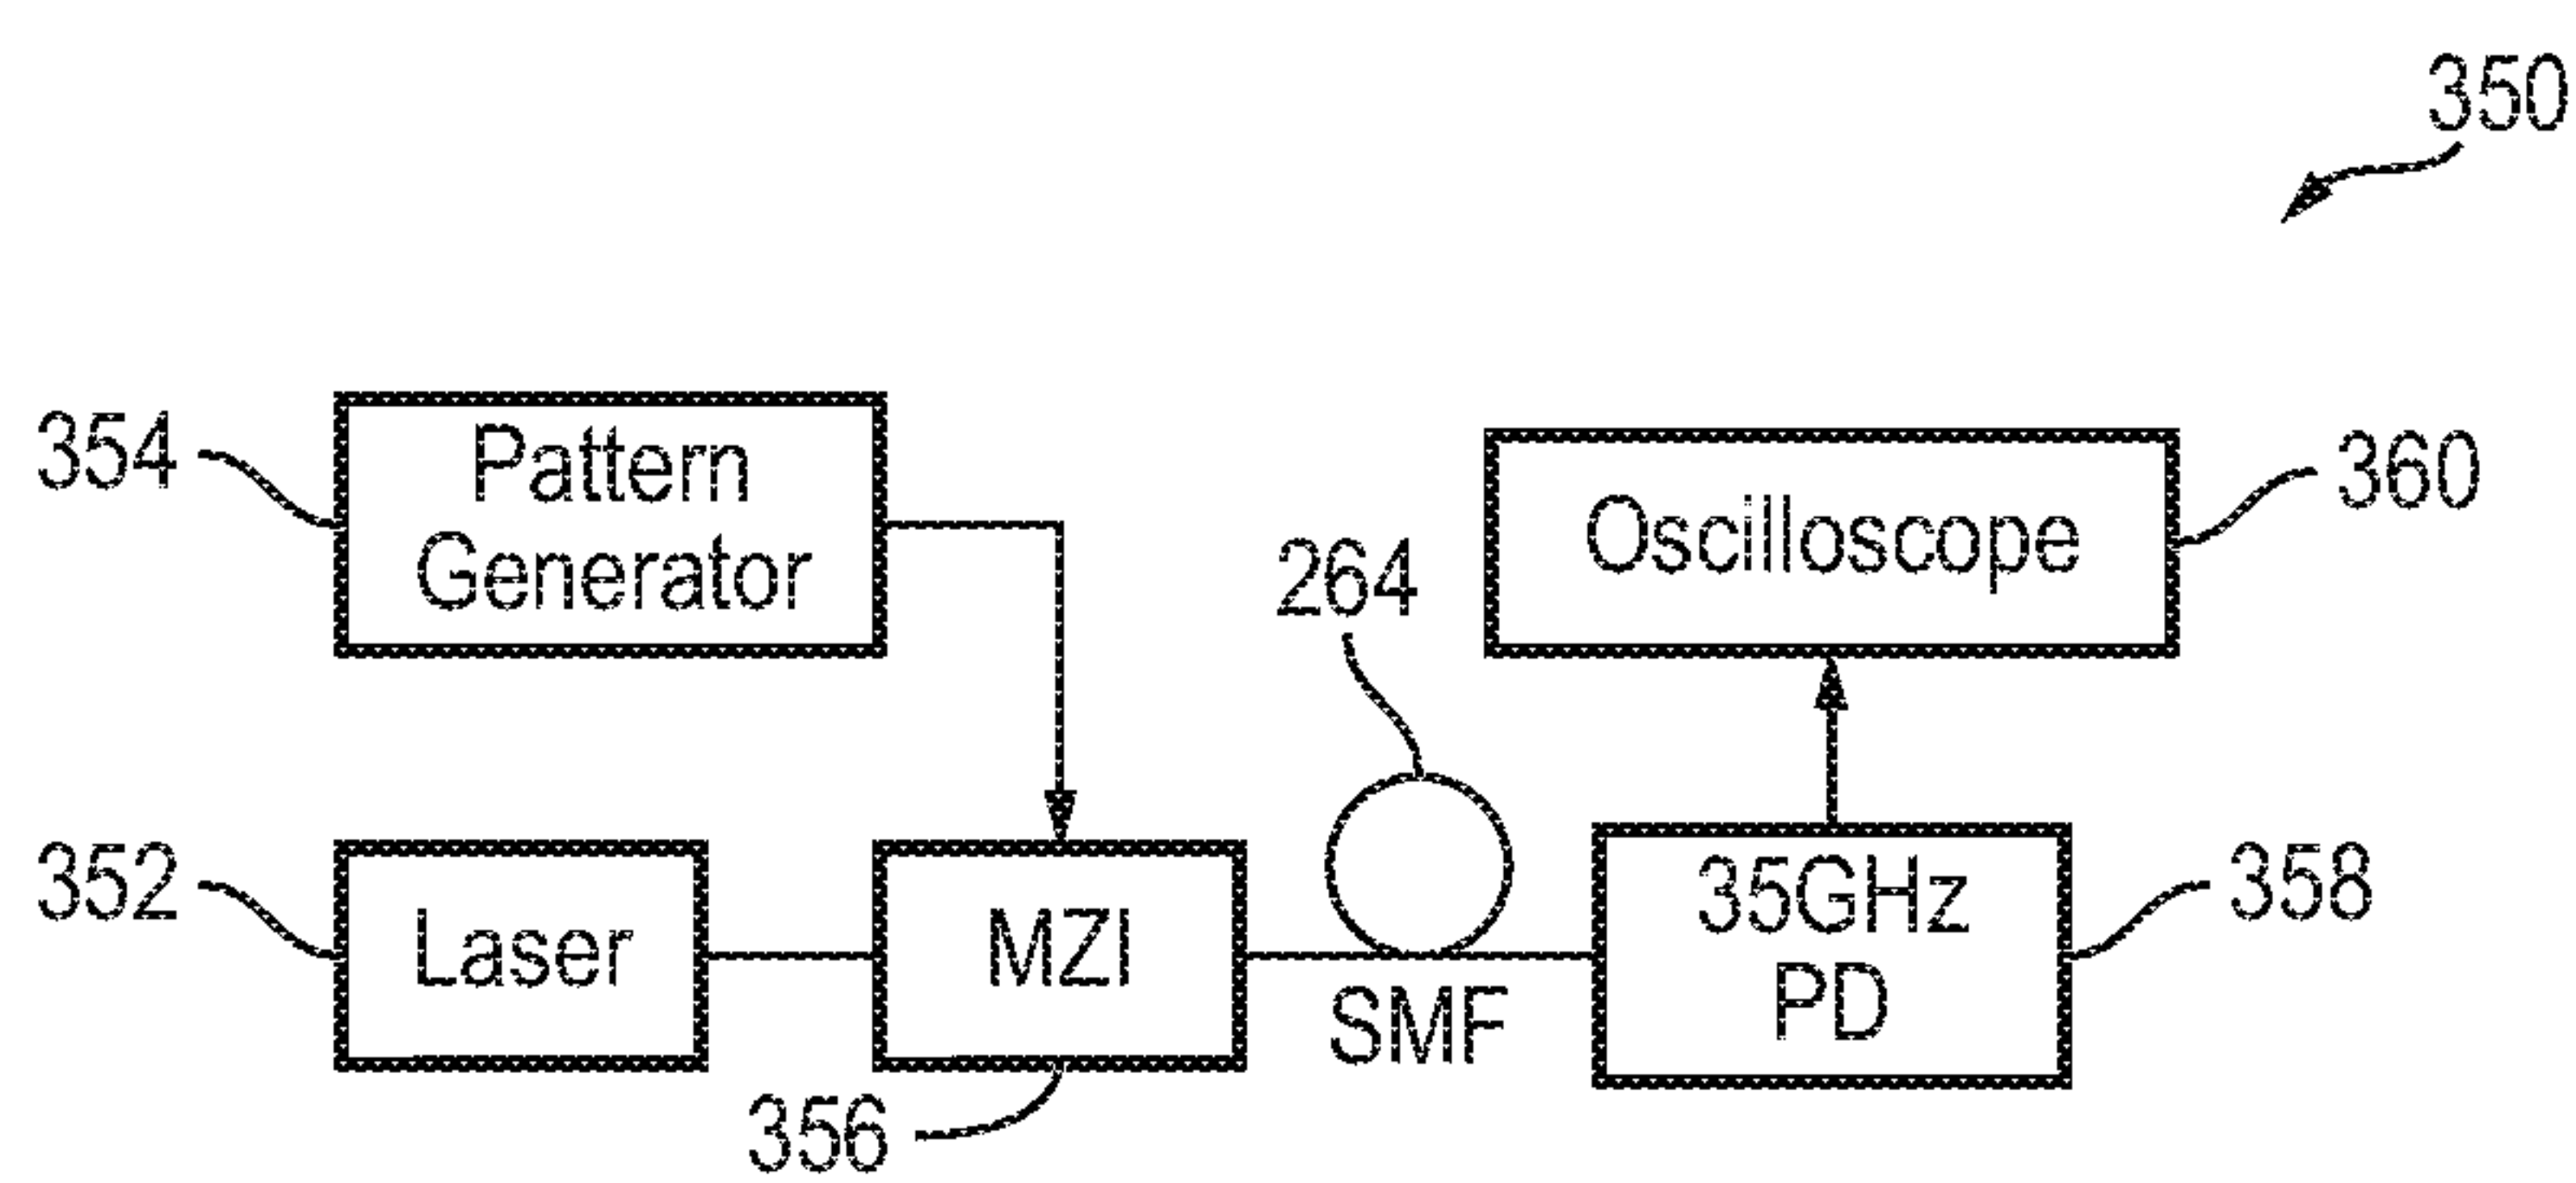 350
354
Pattern
Generator
264
Oscilloscope
360
352
Laser
MZI
SMF
35GHz
PD
358
356